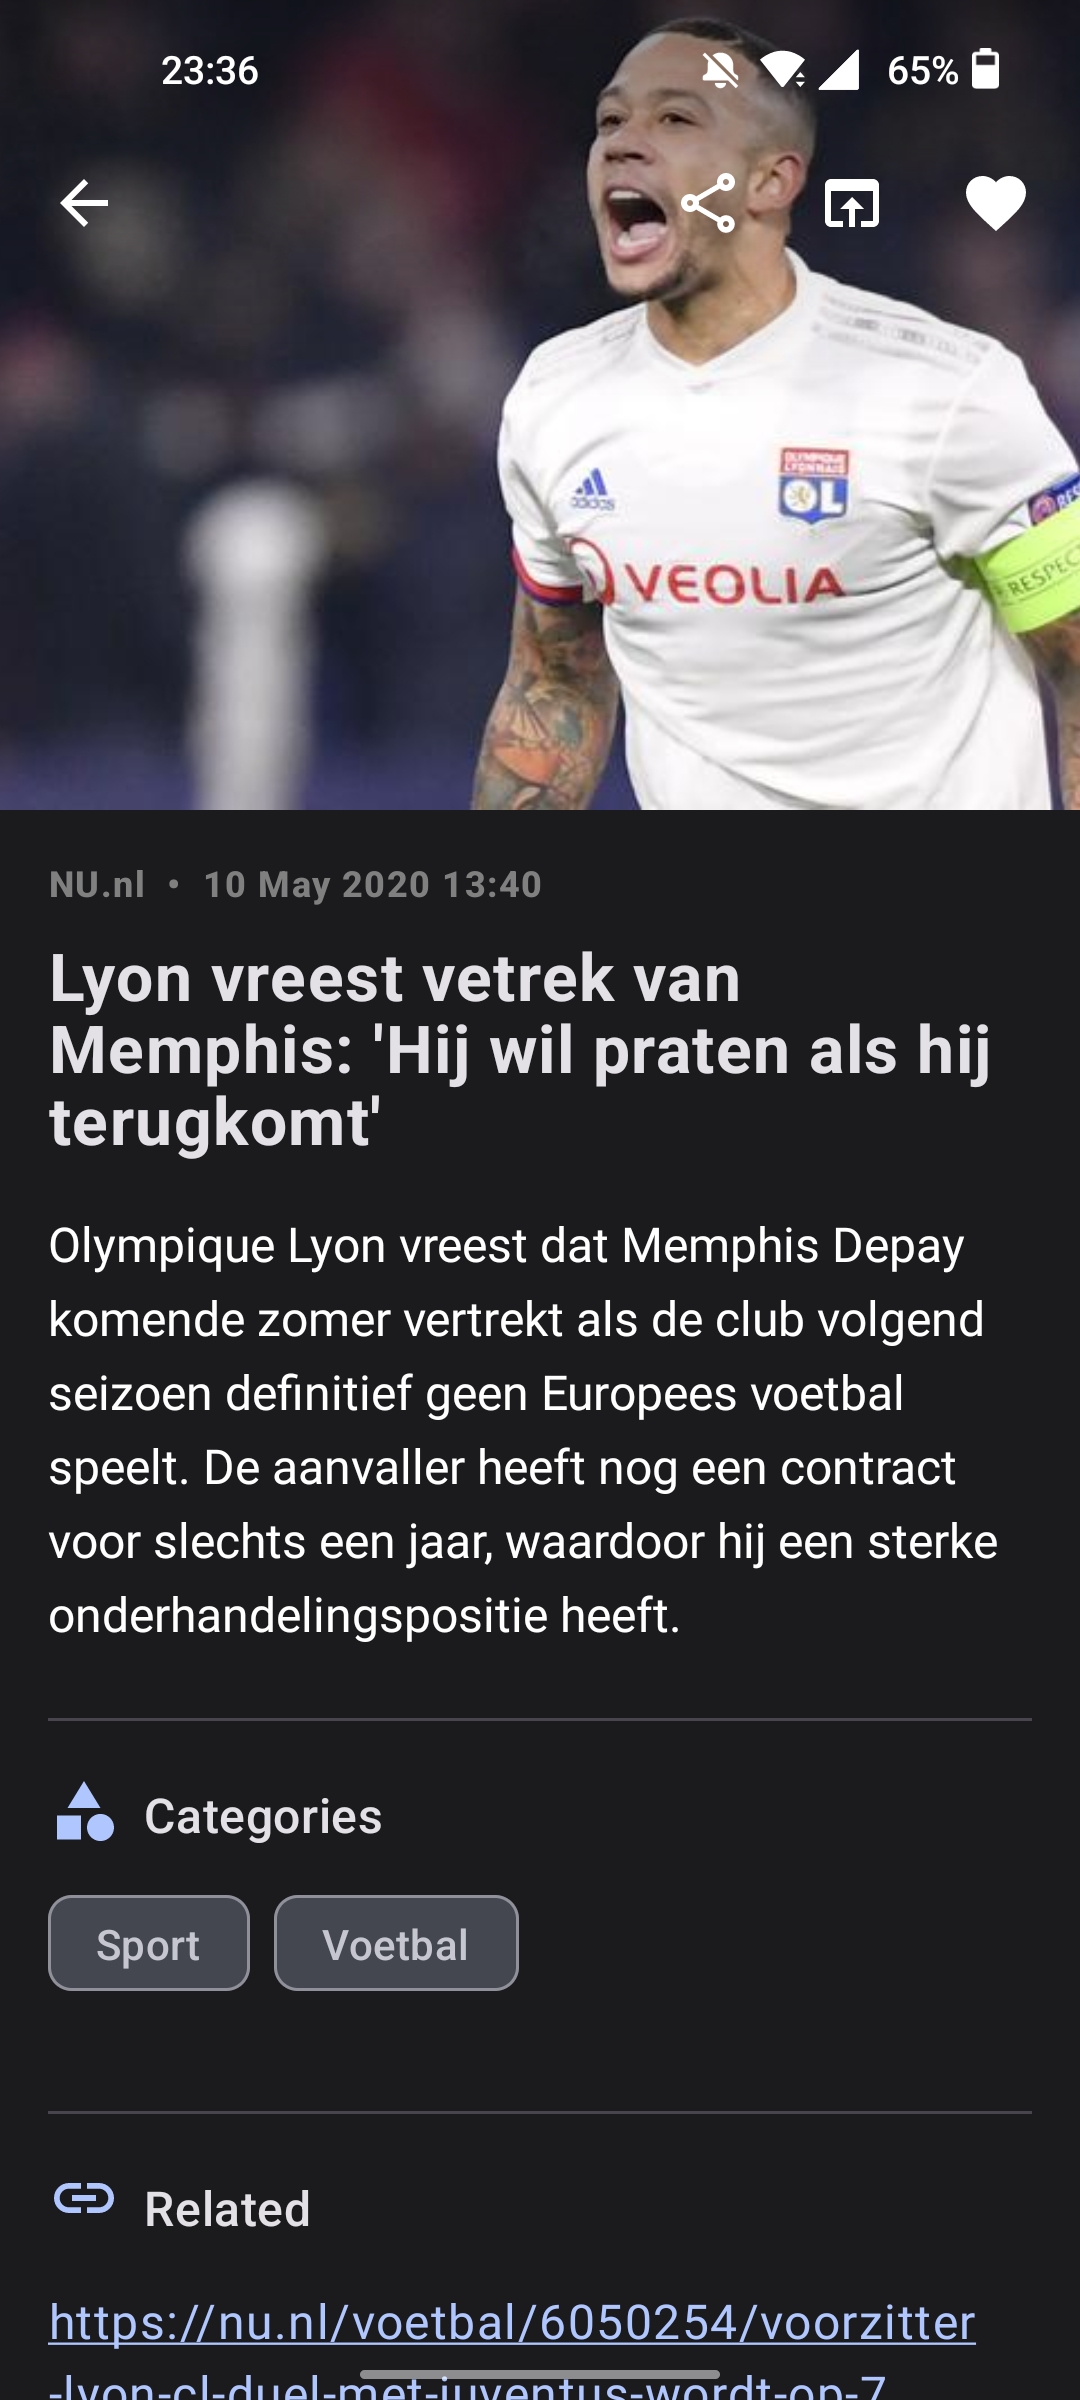 23:36 65%
OLYMPIQUE
LYONNAIS
OL
adidas
VEOLIA
RESPECT
NU.nl • 10 May 2020 13:40
Lyon vreest vetrek van
Memphis: 'Hij wil praten als hij
terugkomt'
Olympique Lyon vreest dat Memphis Depay
komende zomer vertrekt als de club volgend
seizoen definitief geen Europees voetbal
speelt. De aanvaller heeft nog een contract
voor slechts een jaar, waardoor hij een sterke
onderhandelingspositie heeft.
Categories
Sport Voetbal
Related
https://nu.nl/voetbal/6050254/voorzitter
-lyon-cl-duel-met-juventus-wordt-op-7